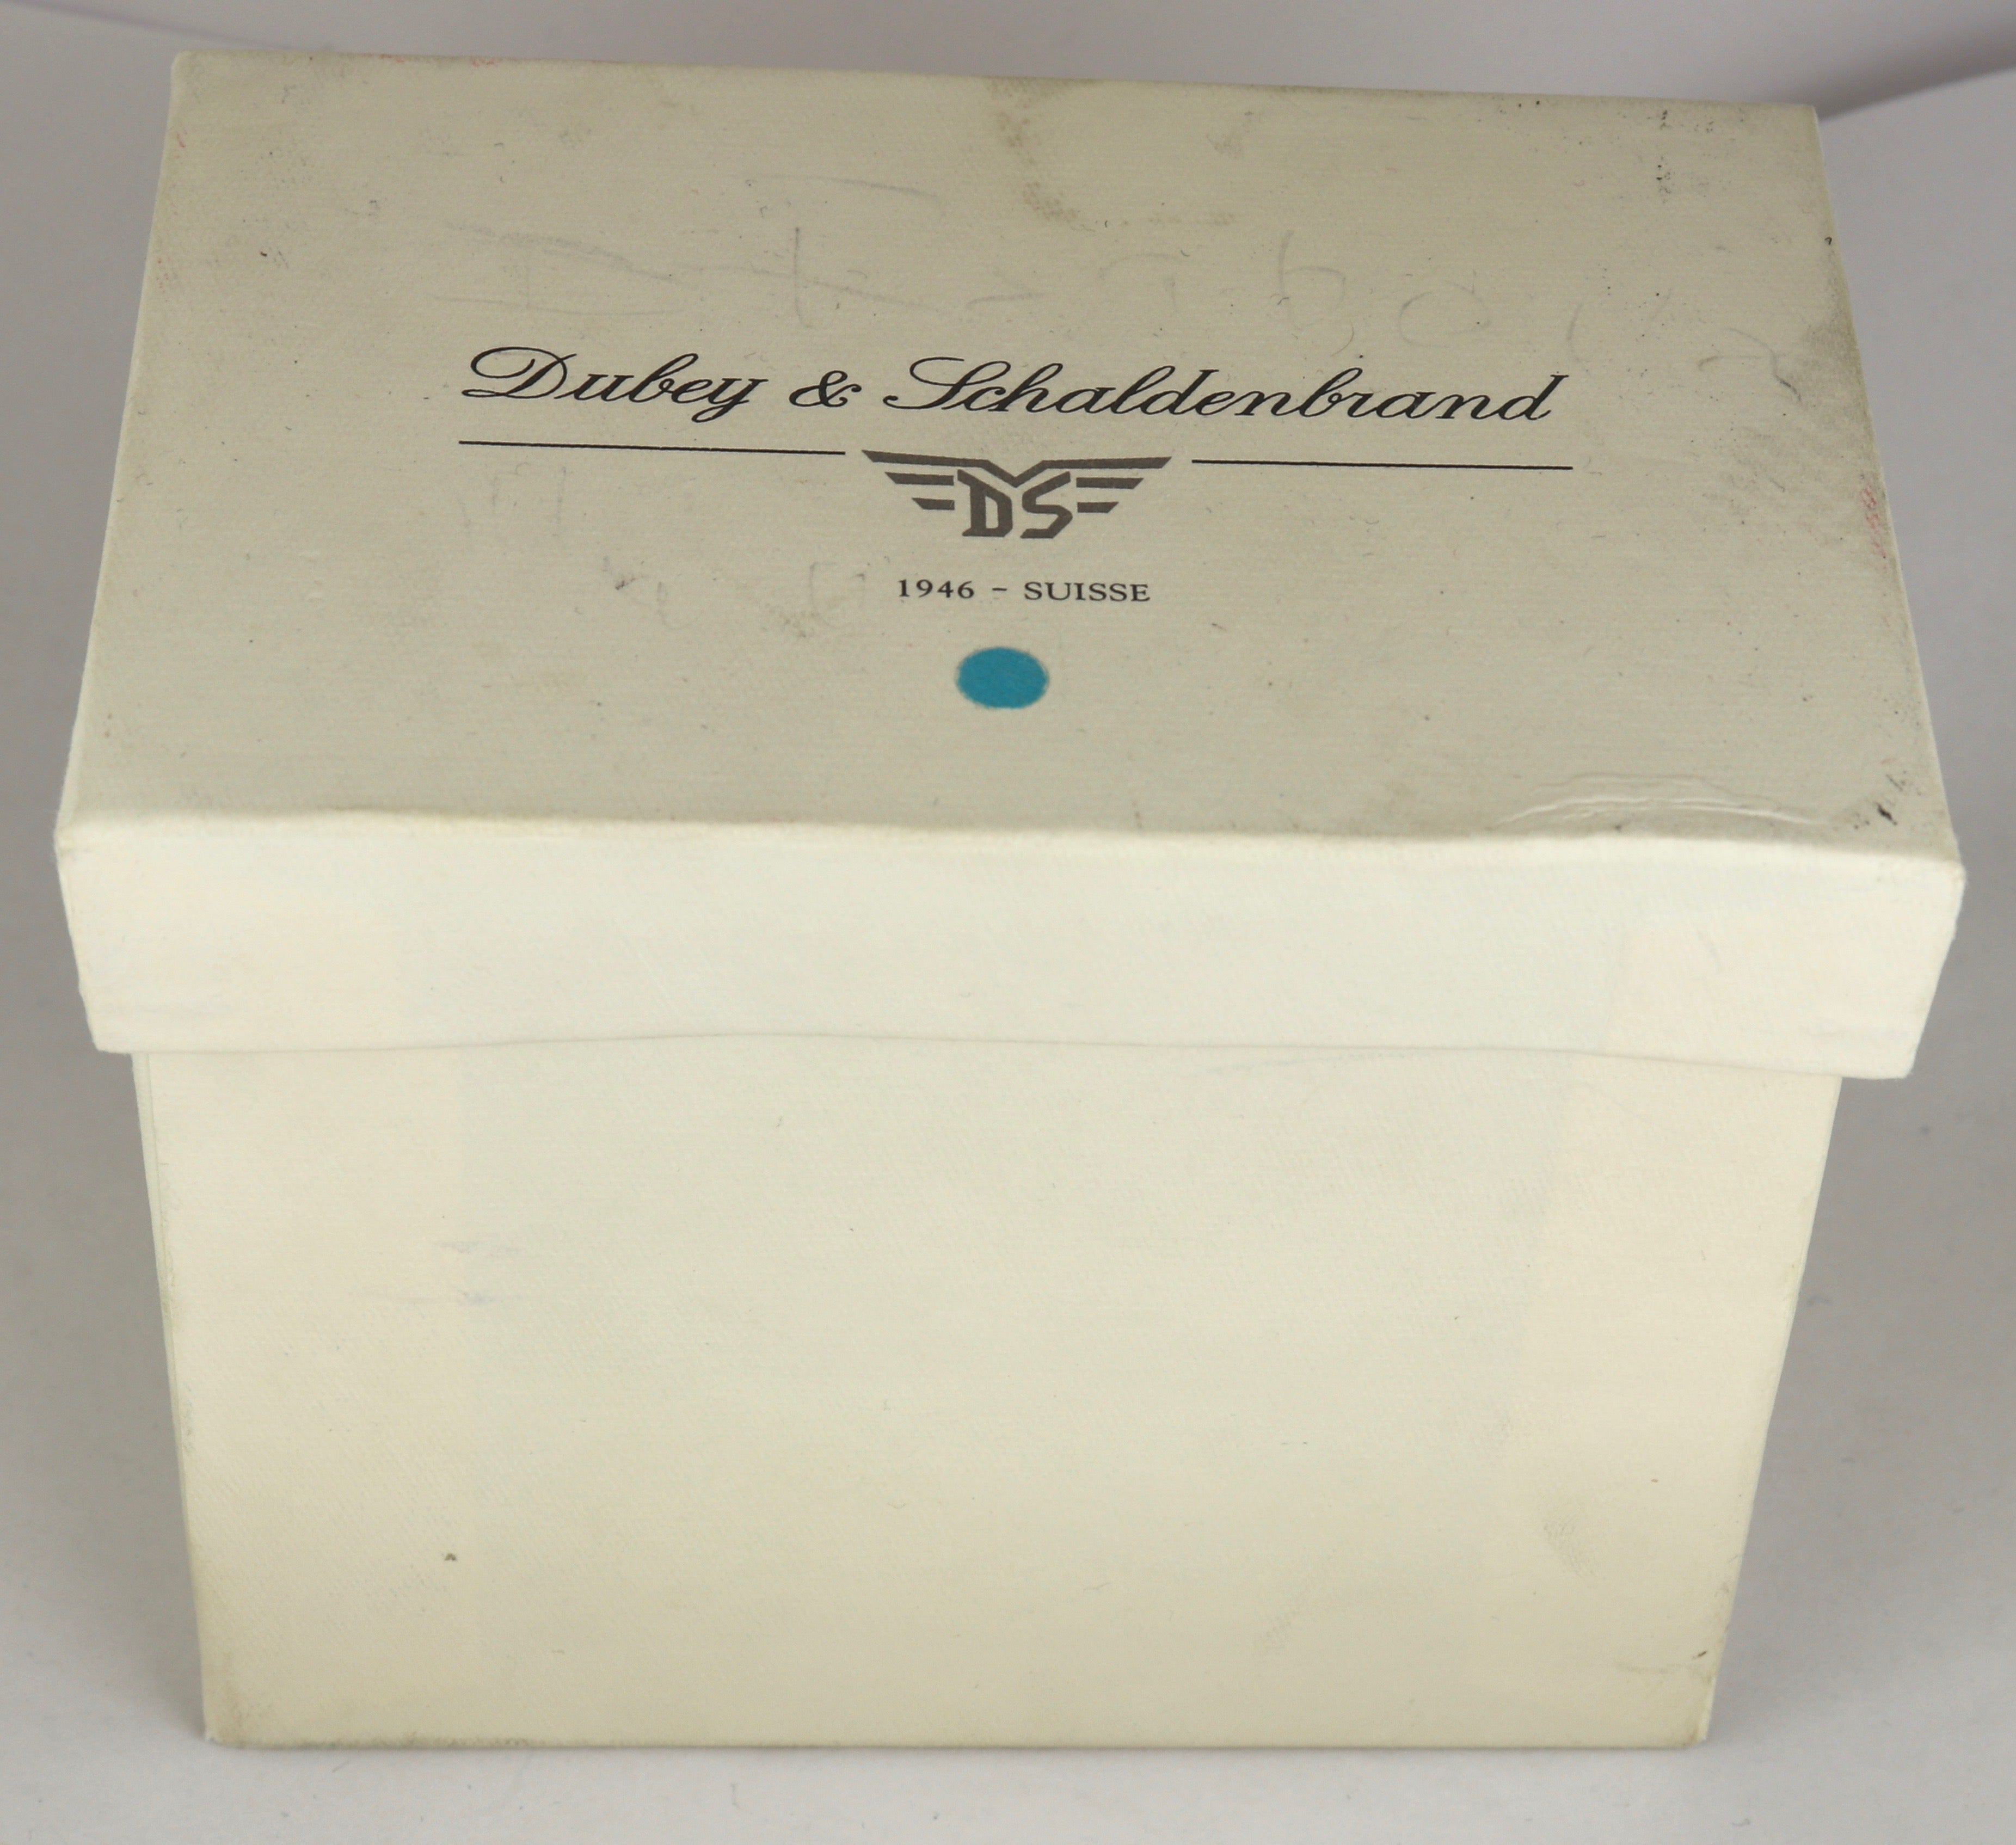 Dubey & Schaldenbrand
DS
1946 - SUISSE